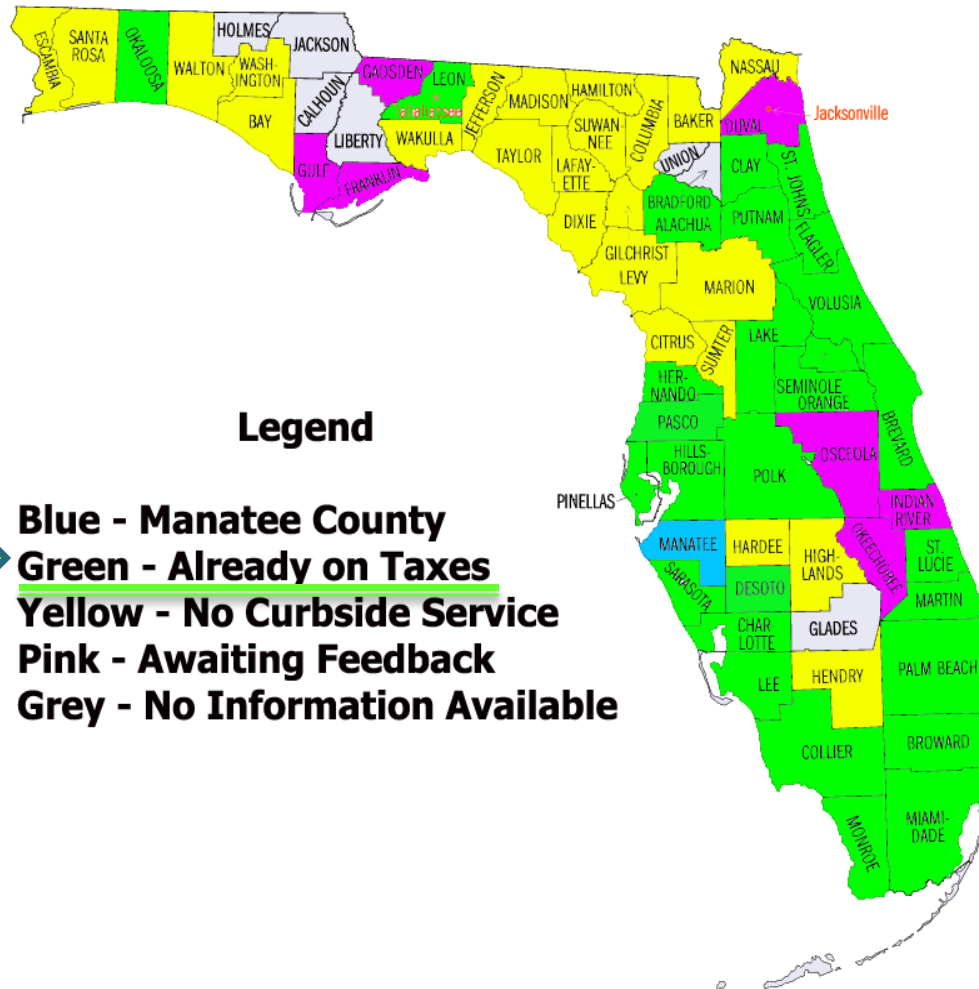 HOLMES
JACKSON
ESCAMBIA
SANTA
ROSA
OKALOOSA
WALTON
WASH-
INGTON
BAY
CALHOUN
GADSDEN
LEON
Tallahassee
LIBERTY
WAKULLA
GULF
FRANKLIN
JEFFERSON
MADISON
HAMILTON
TAYLOR
SUWAN-
NEE
LAFAY-
ETTE
COLUMBIA
DIXIE
BAKER
NASSAU
DUVAL
Jacksonville
UNION
CLAY
ST. JOHNS
BRADFORD
ALACHUA
PUTNAM
FLAGLER
GILCHRIST
LEVY
MARION
VOLUSIA
CITRUS
SUMTER
LAKE
HER-
NANDO
SEMINOLE
ORANGE
PASCO
BREVARD
HILLS-
BOROUGH
POLK
OSCEOLA
PINELLAS
INDIAN
RIVER
MANATEE
HARDEE
HIGH-
LANDS
OKEECHOBEE
ST.
LUCIE
SARASOTA
DESOTO
MARTIN
CHAR-
LOTTE
GLADES
LEE
HENDRY
PALM BEACH
COLLIER
BROWARD
MONROE
MIAMI-
DADE
Legend
Blue - Manatee County
Green - Already on Taxes
Yellow - No Curbside Service
Pink - Awaiting Feedback
Grey - No Information Available